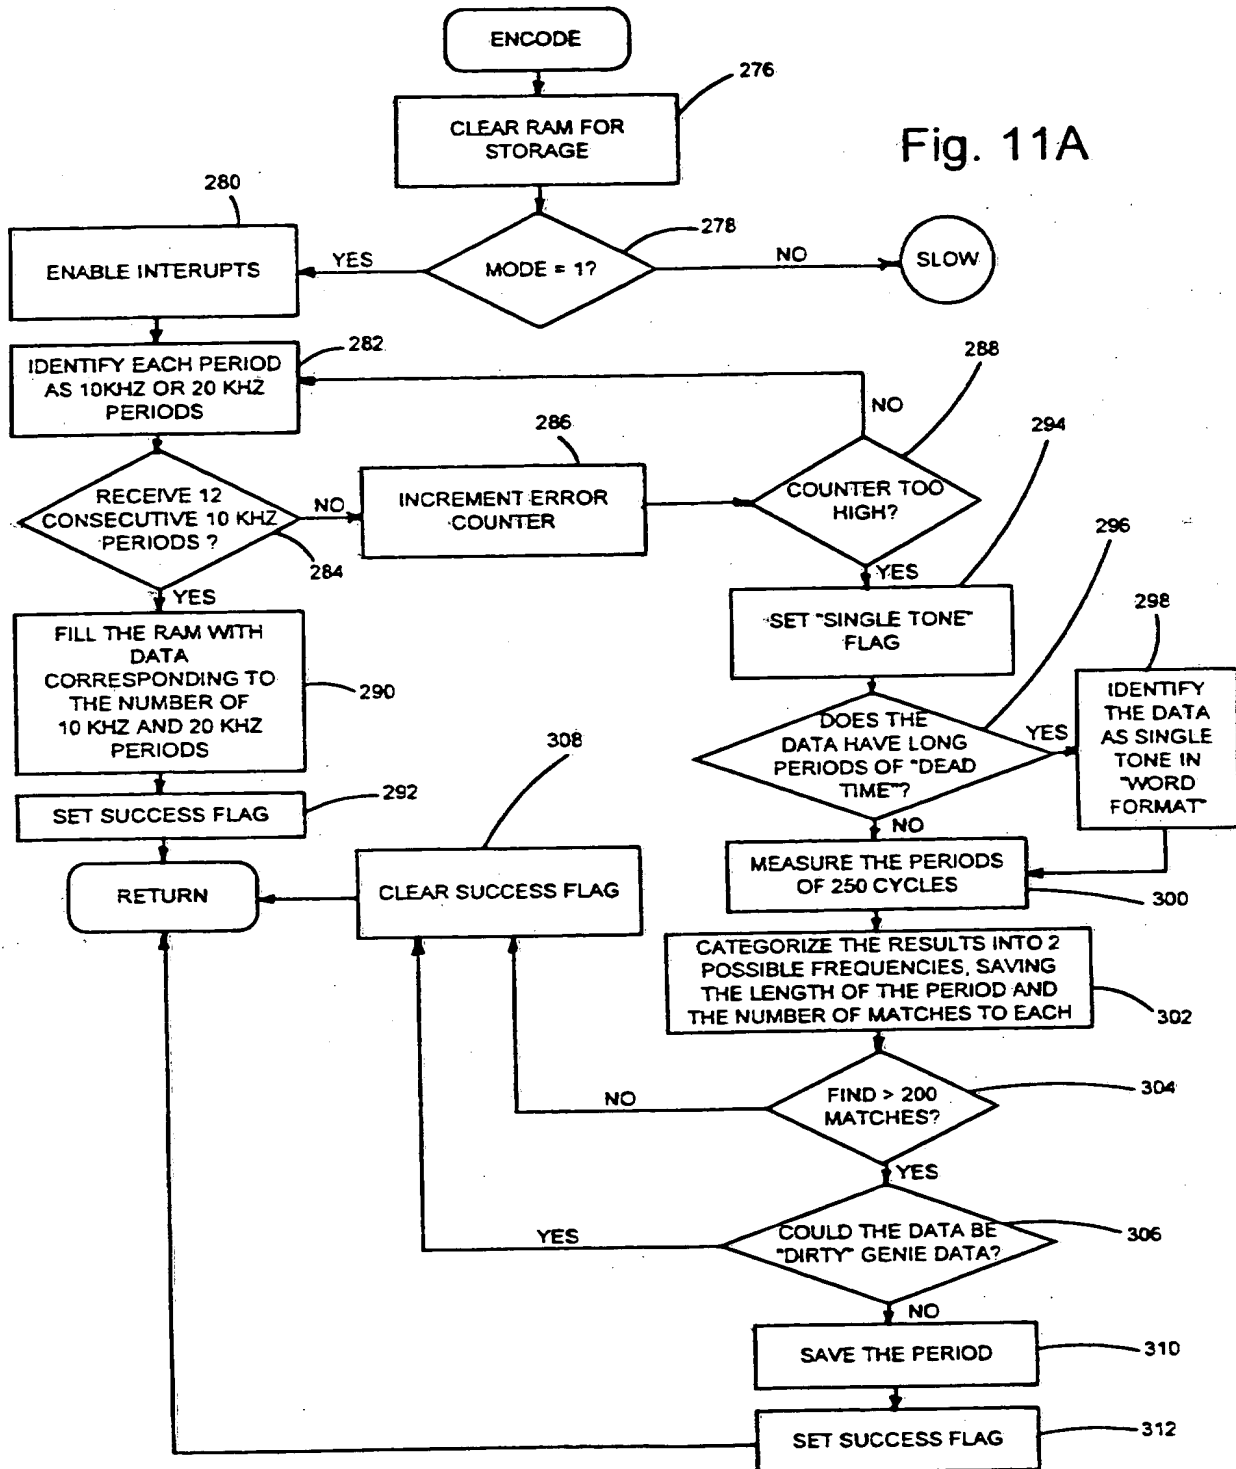 ENCODE
276
CLEAR RAM FOR
STORAGE
Fig. 11A
280
278
ENABLE INTERUPTS
YES
MODE = 1?
NO
SLOW
282
IDENTIFY EACH PERIOD
AS 10KHZ OR 20 KHZ
PERIODS
288
NO
286
294
RECEIVE 12
CONSECUTIVE 10 KHZ
PERIODS ?
284
NO
INCREMENT ERROR
COUNTER
COUNTER TOO
HIGH?
296
YES
YES
298
FILL THE RAM WITH
DATA
CORRESPONDING TO
THE NUMBER OF
10 KHZ AND 20 KHZ
PERIODS
290
SET "SINGLE TONE"
FLAG
IDENTIFY
THE DATA
AS SINGLE
TONE IN
"WORD
FORMAT"
308
DOES THE
DATA HAVE LONG
PERIODS OF "DEAD
TIME"?
YES
292
SET SUCCESS FLAG
NO
RETURN
CLEAR SUCCESS FLAG
MEASURE THE PERIODS
OF 250 CYCLES
300
CATEGORIZE THE RESULTS INTO 2
POSSIBLE FREQUENCIES, SAVING
THE LENGTH OF THE PERIOD AND
THE NUMBER OF MATCHES TO EACH
302
NO
FIND > 200
MATCHES?
304
YES
YES
COULD THE DATA BE
"DIRTY" GENIE DATA?
306
NO
SAVE THE PERIOD
310
SET SUCCESS FLAG
312